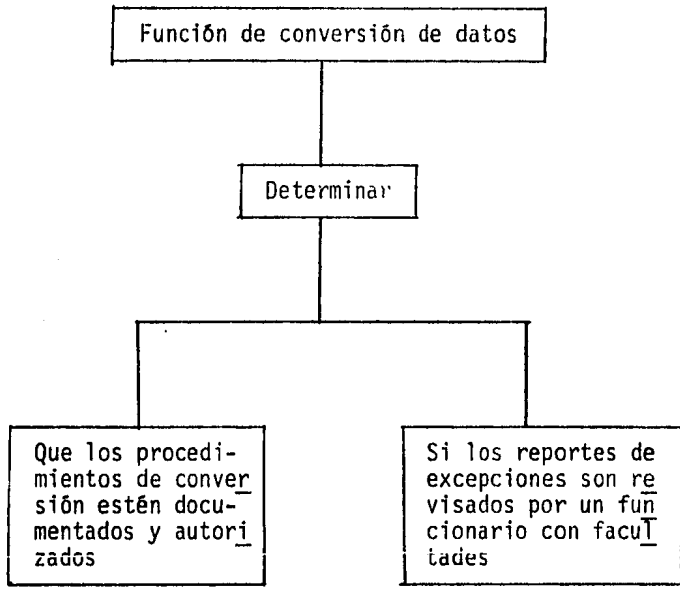 Función de conversión de datos
Determinar
Que los procedi-
mientos de conver
sión estén docu-
mentados y autori
zados
Si los reportes de
excepciones son re
visados por un fun
cionario con facul
tades